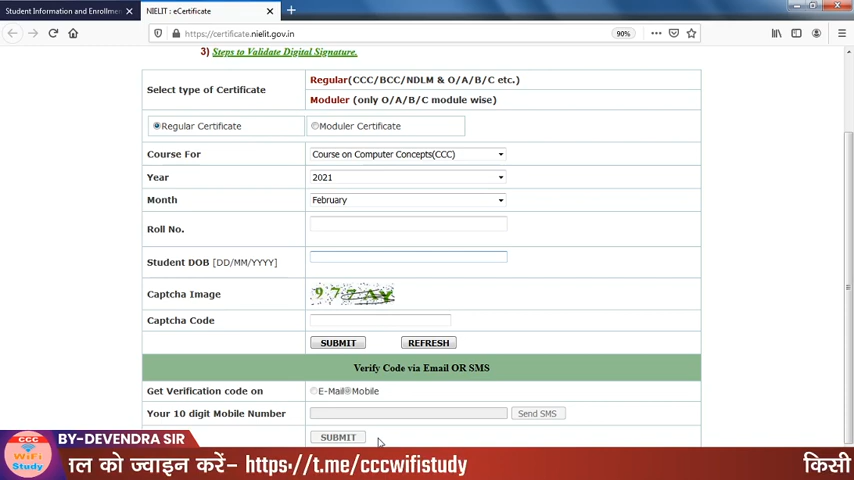 Student Information and Enrollmen
NIELIT : eCertificate
https://certificate.nielit.gov.in
90%
3) Steps to Validate Digital Signature.
Select type of Certificate
Regular(CCC/BCC/NDLM & O/A/B/C etc.)
Moduler (only O/A/B/C module wise)
Regular Certificate
Moduler Certificate
Course For
Course on Computer Concepts(CCC)
Year
2021
Month
February
Roll No.
Student DOB [DD/MM/YYYY]
Captcha Image
Captcha Code
SUBMIT
REFRESH
Verify Code via Email OR SMS
Get Verification code on
E-Mail Mobile
Your 10 digit Mobile Number
Send SMS
SUBMIT
CCC
WiFi
Study
BY-DEVENDRA SIR
को ज्वाइन करें– https://t.me/cccwifistudy
किसी